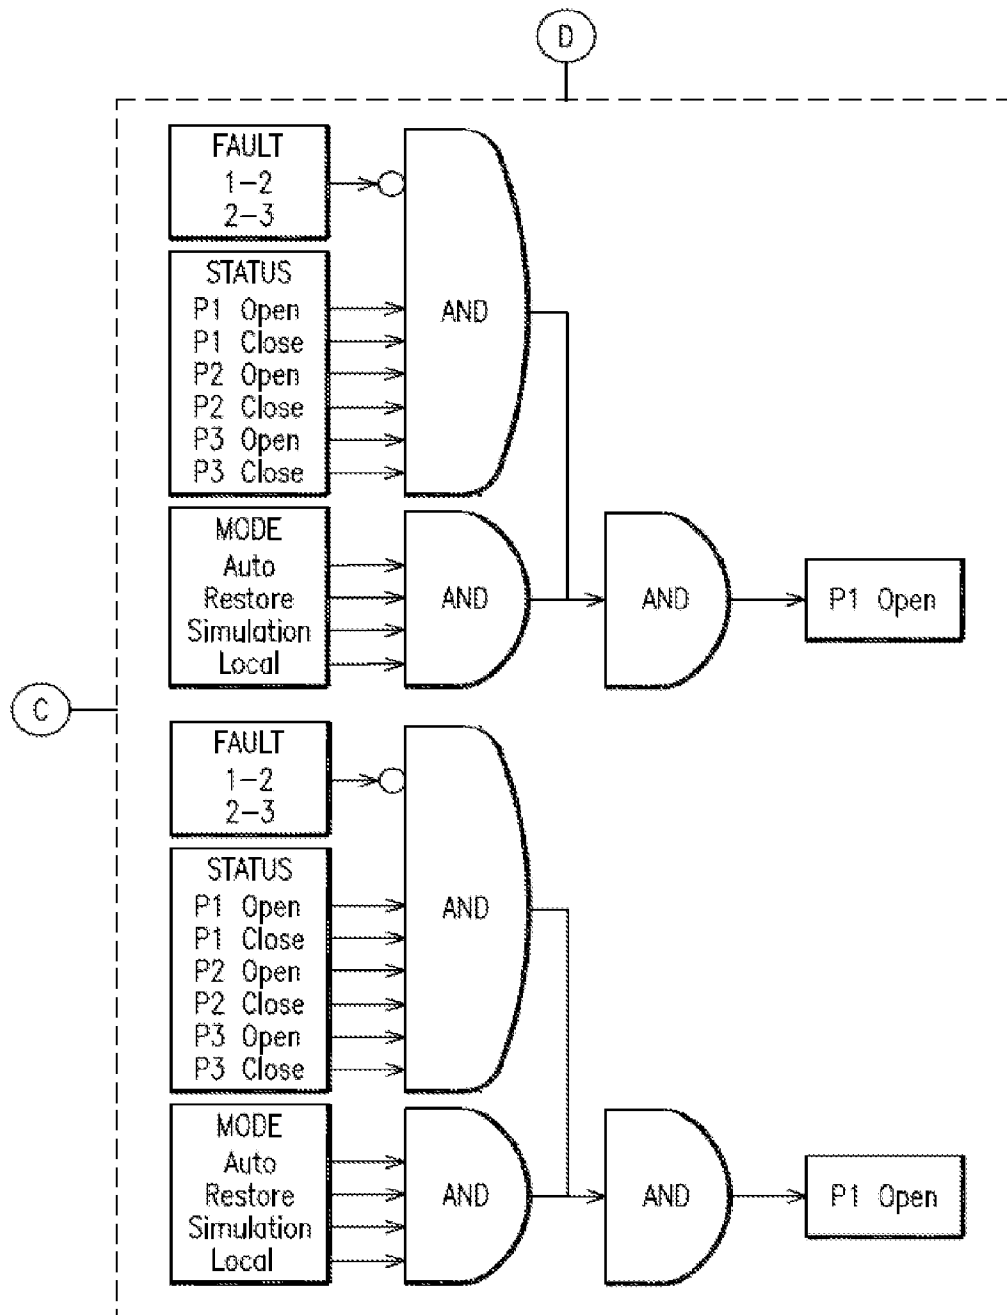 D
FAULT
1-2
2-3
STATUS
P1 Open
P1 Close
P2 Open
P2 Close
P3 Open
P3 Close
AND
MODE
Auto
Restore
Simulation
Local
AND
AND
P1 Open
C
FAULT
1-2
2-3
STATUS
P1 Open
P1 Close
P2 Open
P2 Close
P3 Open
P3 Close
AND
MODE
Auto
Restore
Simulation
Local
AND
AND
P1 Open